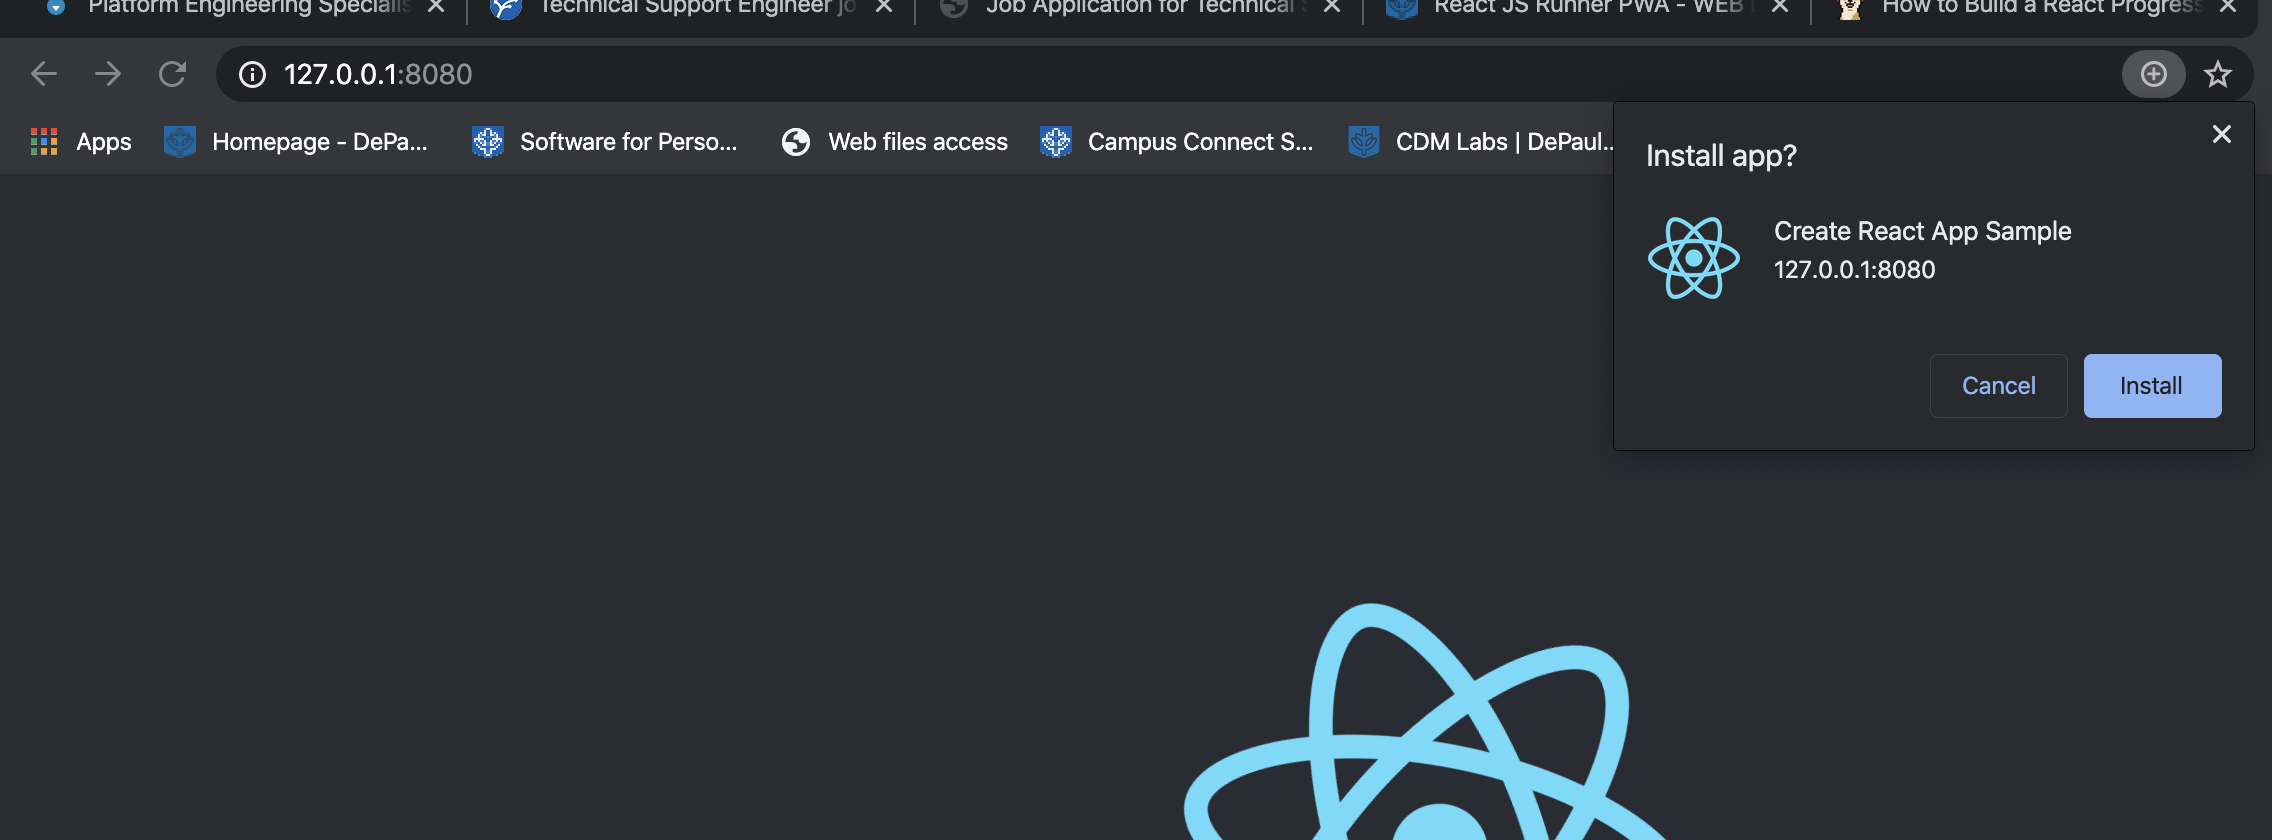 Platform Engineering Specialis
Technical Support Engineer jo
Job Application for Technical S
React JS Runner PWA - WEB
How to Build a React Progress
127.0.0.1:8080
Apps
Homepage - DePa...
Software for Perso...
Web files access
Campus Connect S...
CDM Labs | DePaul...
Install app?
Create React App Sample
127.0.0.1:8080
Cancel
Install